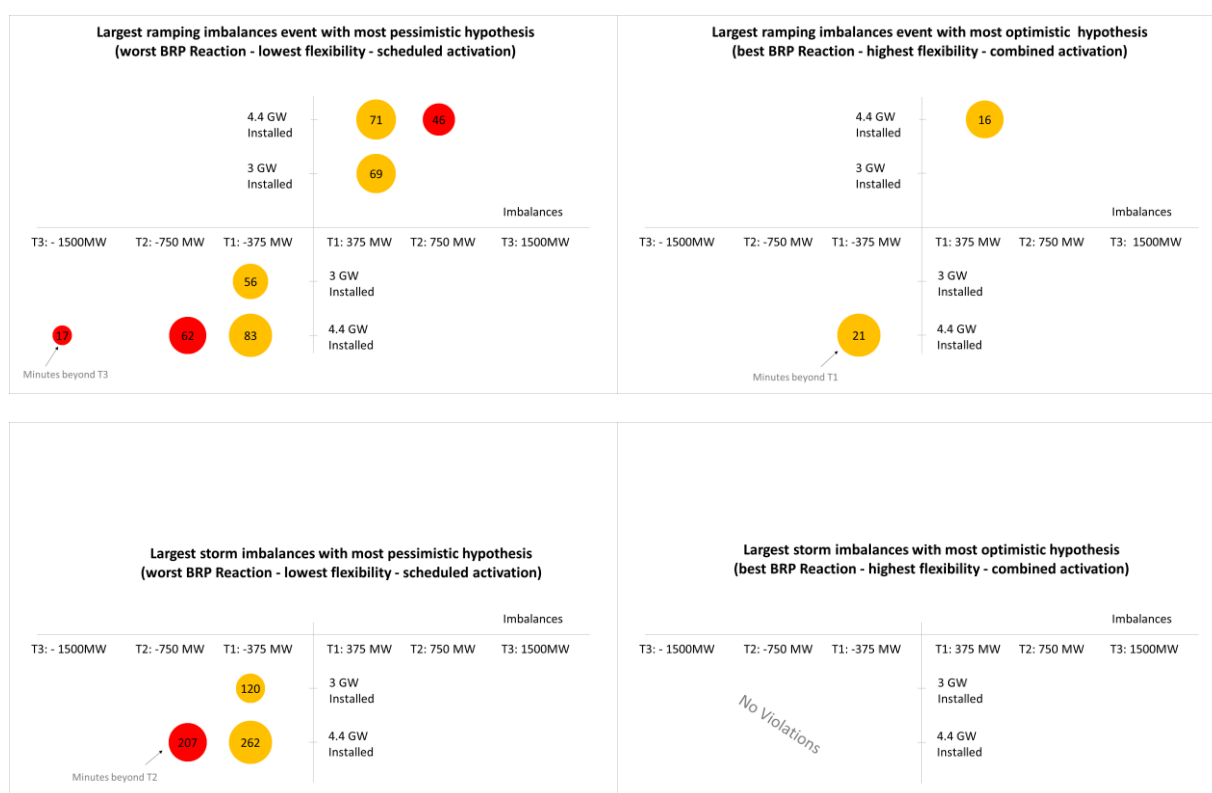 Largest ramping imbalances event with most pessimistic hypothesis
(worst BRP Reaction - lowest flexibility - scheduled activation)
4.4 GW
Installed
71
46
3 GW
Installed
69
Imbalances
T3: - 1500MW
T2: -750 MW
T1: -375 MW
T1: 375 MW
T2: 750 MW
T3: 1500MW
56
3 GW
Installed
17
62
83
4.4 GW
Installed
Minutes beyond T3
Largest ramping imbalances event with most optimistic hypothesis
(best BRP Reaction - highest flexibility - combined activation)
4.4 GW
Installed
16
3 GW
Installed
Imbalances
T3: - 1500MW
T2: -750 MW
T1: -375 MW
T1: 375 MW
T2: 750 MW
T3: 1500MW
3 GW
Installed
21
4.4 GW
Installed
Minutes beyond T1
Largest storm imbalances with most pessimistic hypothesis
(worst BRP Reaction - lowest flexibility - scheduled activation)
Imbalances
T3: - 1500MW
T2: -750 MW
T1: -375 MW
T1: 375 MW
T2: 750 MW
T3: 1500MW
120
3 GW
Installed
207
262
4.4 GW
Installed
Minutes beyond T2
Largest storm imbalances with most optimistic hypothesis
(best BRP Reaction - highest flexibility - combined activation)
Imbalances
T3: - 1500MW
T2: -750 MW
T1: -375 MW
T1: 375 MW
T2: 750 MW
T3: 1500MW
3 GW
Installed
No Violations
4.4 GW
Installed